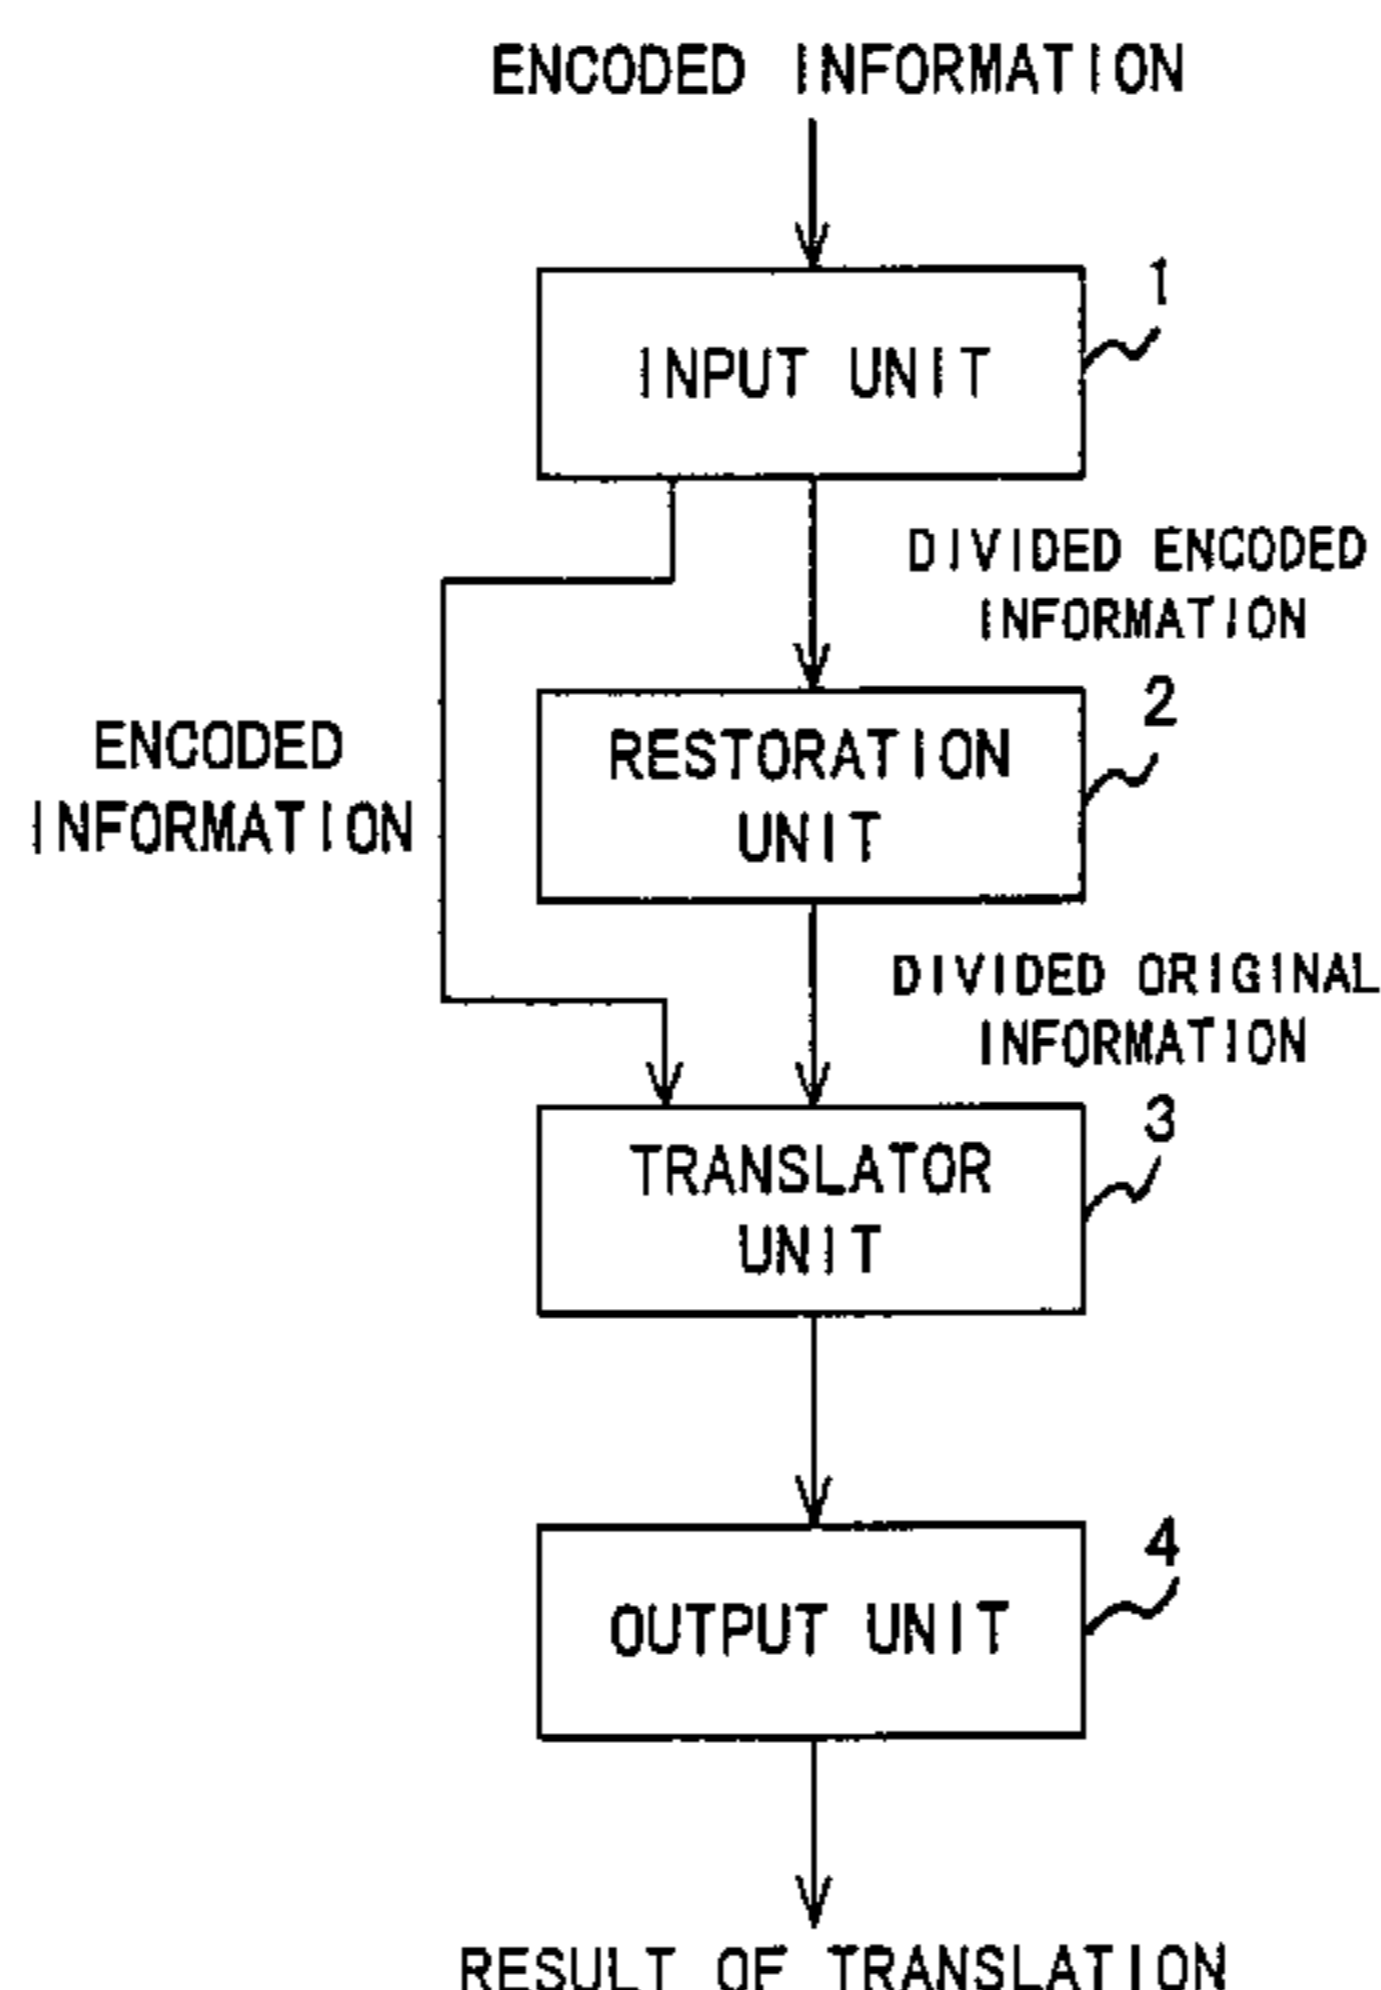 ENCODED INFORMATION
1
INPUT UNIT
DIVIDED ENCODED
INFORMATION
2
RESTORATION
UNIT
ENCODED
INFORMATION
DIVIDED ORIGINAL
INFORMATION
3
TRANSLATOR
UNIT
4
OUTPUT UNIT
RESULT OF TRANSLATION